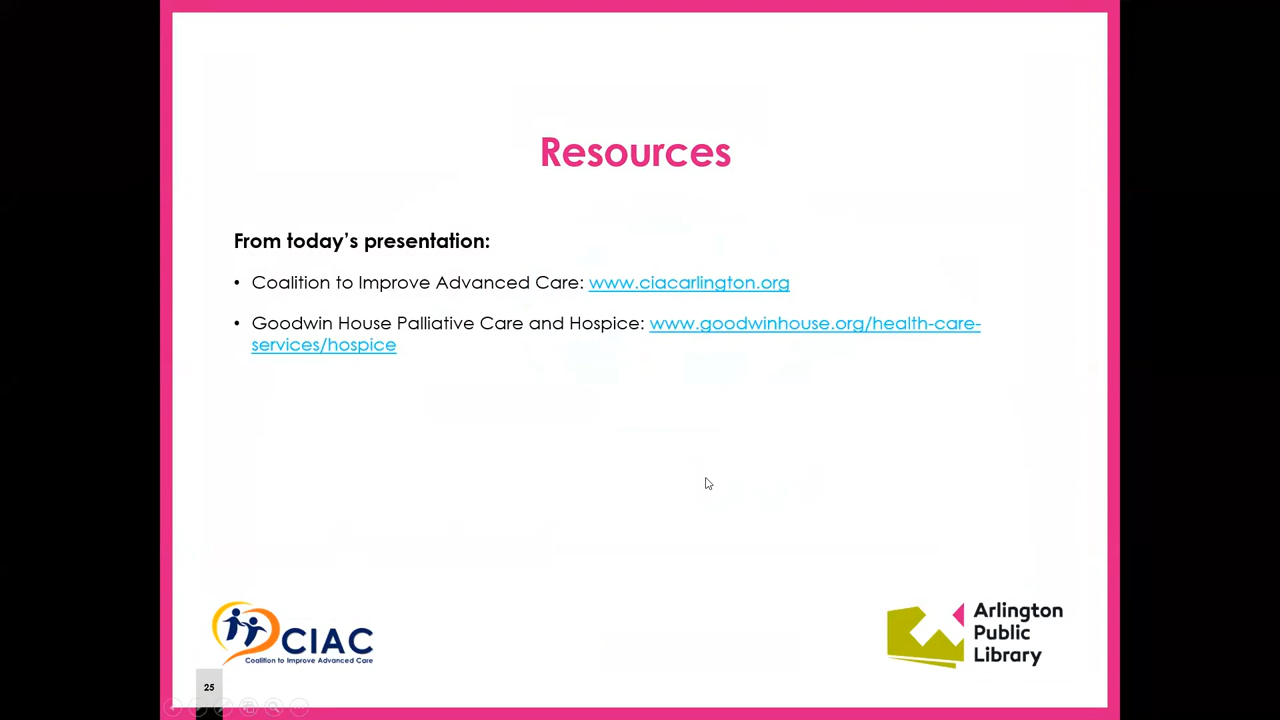 Resources
From today's presentation:
• Coalition to Improve Advanced Care: www.ciacarlington.org
• Goodwin House Palliative Care and Hospice: www.goodwinhouse.org/health-care-
services/hospice
CIAC
Coalition to Improve Advanced Care
Arlington
Public
Library
25